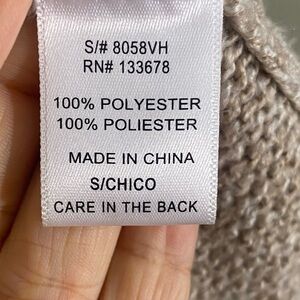 S/# 8058VH
RN# 133678
100% POLYESTER
100% POLIESTER
MADE IN CHINA
S/CHICO
CARE IN THE BACK